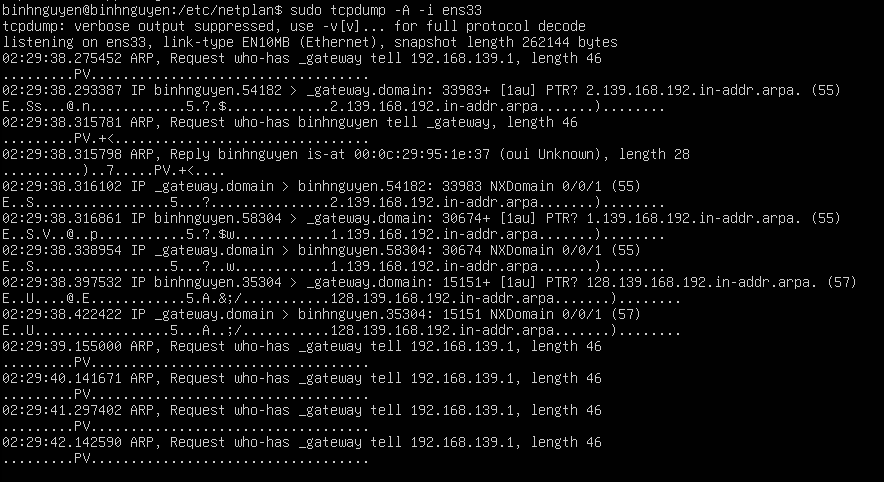 binhnguyen@binhnguyen:/etc/netplan$ sudo tcpdump -A -i ens33
tcpdump: verbose output suppressed, use -v[v]... for full protocol decode
listening on ens33, link-type EN10MB (Ethernet), snapshot length 262144 bytes
02:29:38.275452 ARP, Request who-has _gateway tell 192.168.139.1, length 46
.........PV...................................
02:29:38.293387 IP binhnguyen.54182 > _gateway.domain: 33983+ [1au] PTR? 2.139.168.192.in-addr.arpa. (55)
E..Ss...@.n............5.?.$.............2.139.168.192.in-addr.arpa.......)........
02:29:38.315781 ARP, Request who-has binhnguyen tell _gateway, length 46
.........PV.+<................................
02:29:38.315798 ARP, Reply binhnguyen is-at 00:0c:29:95:1e:37 (oui Unknown), length 28
..........)..7.....PV.+<....
02:29:38.316102 IP _gateway.domain > binhnguyen.54182: 33983 NXDomain 0/0/1 (55)
E..S.................5...?...............2.139.168.192.in-addr.arpa.......)........
02:29:38.316861 IP binhnguyen.58304 > _gateway.domain: 30674+ [1au] PTR? 1.139.168.192.in-addr.arpa. (55)
E..S.V..@..p...........5.?.$w............1.139.168.192.in-addr.arpa.......)........
02:29:38.338954 IP _gateway.domain > binhnguyen.58304: 30674 NXDomain 0/0/1 (55)
E..S.................5...?..w............1.139.168.192.in-addr.arpa.......)........
02:29:38.397532 IP binhnguyen.35304 > _gateway.domain: 15151+ [1au] PTR? 128.139.168.192.in-addr.arpa. (57)
E..U....@.E............5.A.&;/...........128.139.168.192.in-addr.arpa.......)........
02:29:38.422422 IP _gateway.domain > binhnguyen.35304: 15151 NXDomain 0/0/1 (57)
E..U.................5...A..;/...........128.139.168.192.in-addr.arpa.......)........
02:29:39.155000 ARP, Request who-has _gateway tell 192.168.139.1, length 46
.........PV...................................
02:29:40.141671 ARP, Request who-has _gateway tell 192.168.139.1, length 46
.........PV...................................
02:29:41.297402 ARP, Request who-has _gateway tell 192.168.139.1, length 46
.........PV...................................
02:29:42.142590 ARP, Request who-has _gateway tell 192.168.139.1, length 46
.........PV...................................